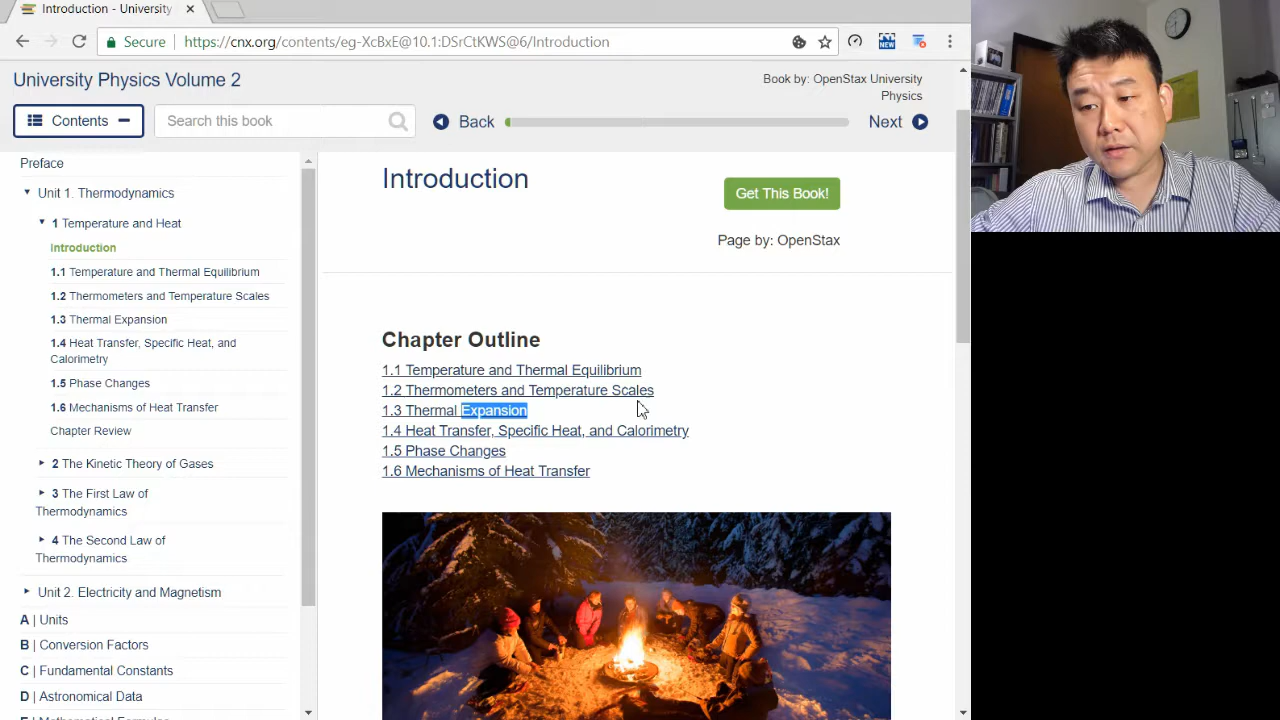 Introduction - University
Secure
https://cnx.org/contents/eg-XcBxE@10.1:DSrCtKWS@6/Introduction
NEW
University Physics Volume 2
Book by: OpenStax University
Physics
Contents
Search this book
Back
Next
Preface
Unit 1. Thermodynamics
1 Temperature and Heat
Introduction
1.1 Temperature and Thermal Equilibrium
1.2 Thermometers and Temperature Scales
1.3 Thermal Expansion
1.4 Heat Transfer, Specific Heat, and
Calorimetry
1.5 Phase Changes
1.6 Mechanisms of Heat Transfer
Chapter Review
2 The Kinetic Theory of Gases
3 The First Law of
Thermodynamics
4 The Second Law of
Thermodynamics
Unit 2. Electricity and Magnetism
A | Units
B | Conversion Factors
C | Fundamental Constants
D | Astronomical Data
E | Mathematical Formulas
Introduction
Get This Book!
Page by: OpenStax
Chapter Outline
1.1 Temperature and Thermal Equilibrium
1.2 Thermometers and Temperature Scales
1.3 Thermal Expansion
1.4 Heat Transfer, Specific Heat, and Calorimetry
1.5 Phase Changes
1.6 Mechanisms of Heat Transfer